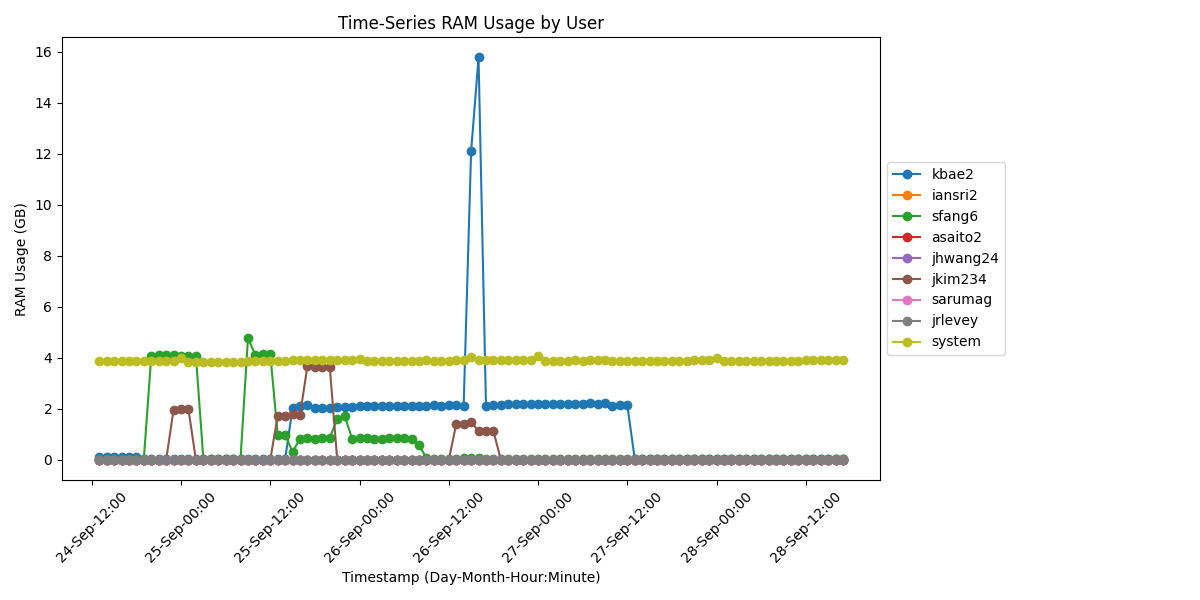 Time-Series RAM Usage by User
RAM Usage (GB)
16
14
12
10
8
6
4
2
0
24-Sep-12:00
25-Sep-00:00
25-Sep-12:00
26-Sep-00:00
26-Sep-12:00
27-Sep-00:00
27-Sep-12:00
28-Sep-00:00
28-Sep-12:00
Timestamp (Day-Month-Hour:Minute)
kbae2
iansri2
sfang6
asaito2
jhwang24
jkim234
sarumag
jrlevey
system